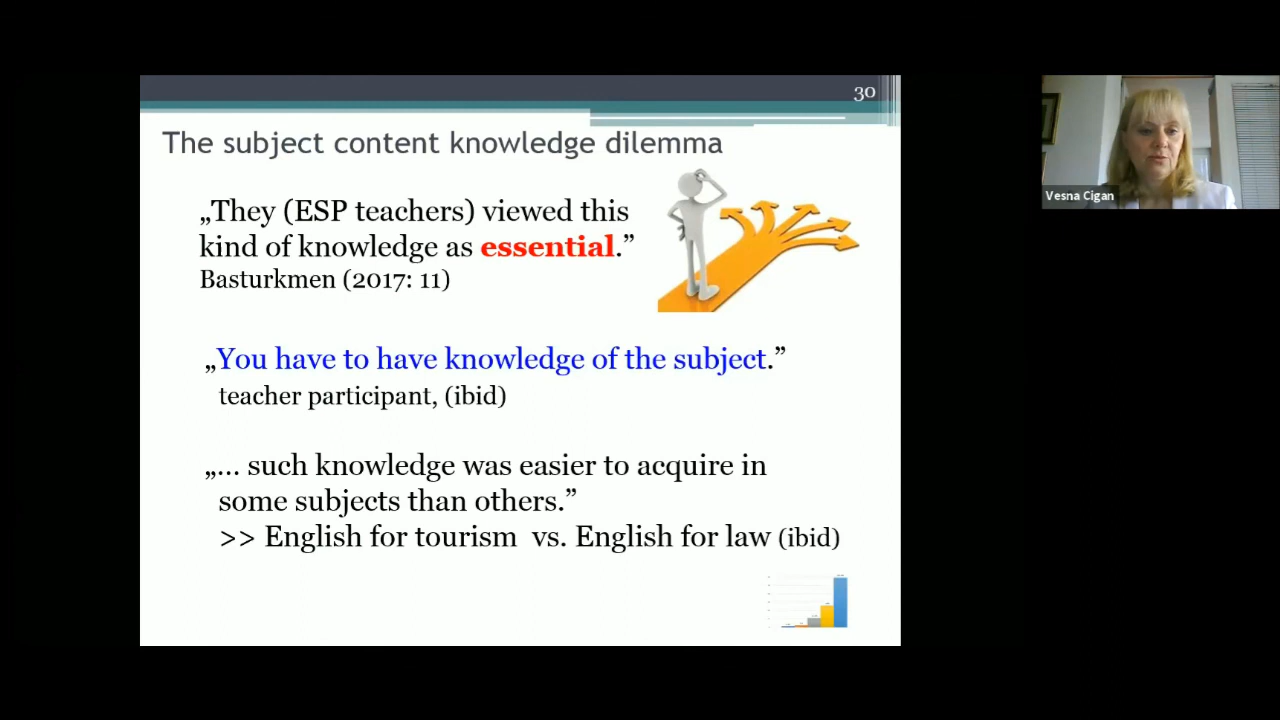 30
The subject content knowledge dilemma
„They (ESP teachers) viewed this
kind of knowledge as essential.”
Basturkmen (2017: 11)
„You have to have knowledge of the subject.”
teacher participant, (ibid)
„... such knowledge was easier to acquire in
some subjects than others.”
>> English for tourism vs. English for law (ibid)
Vesna Cigan